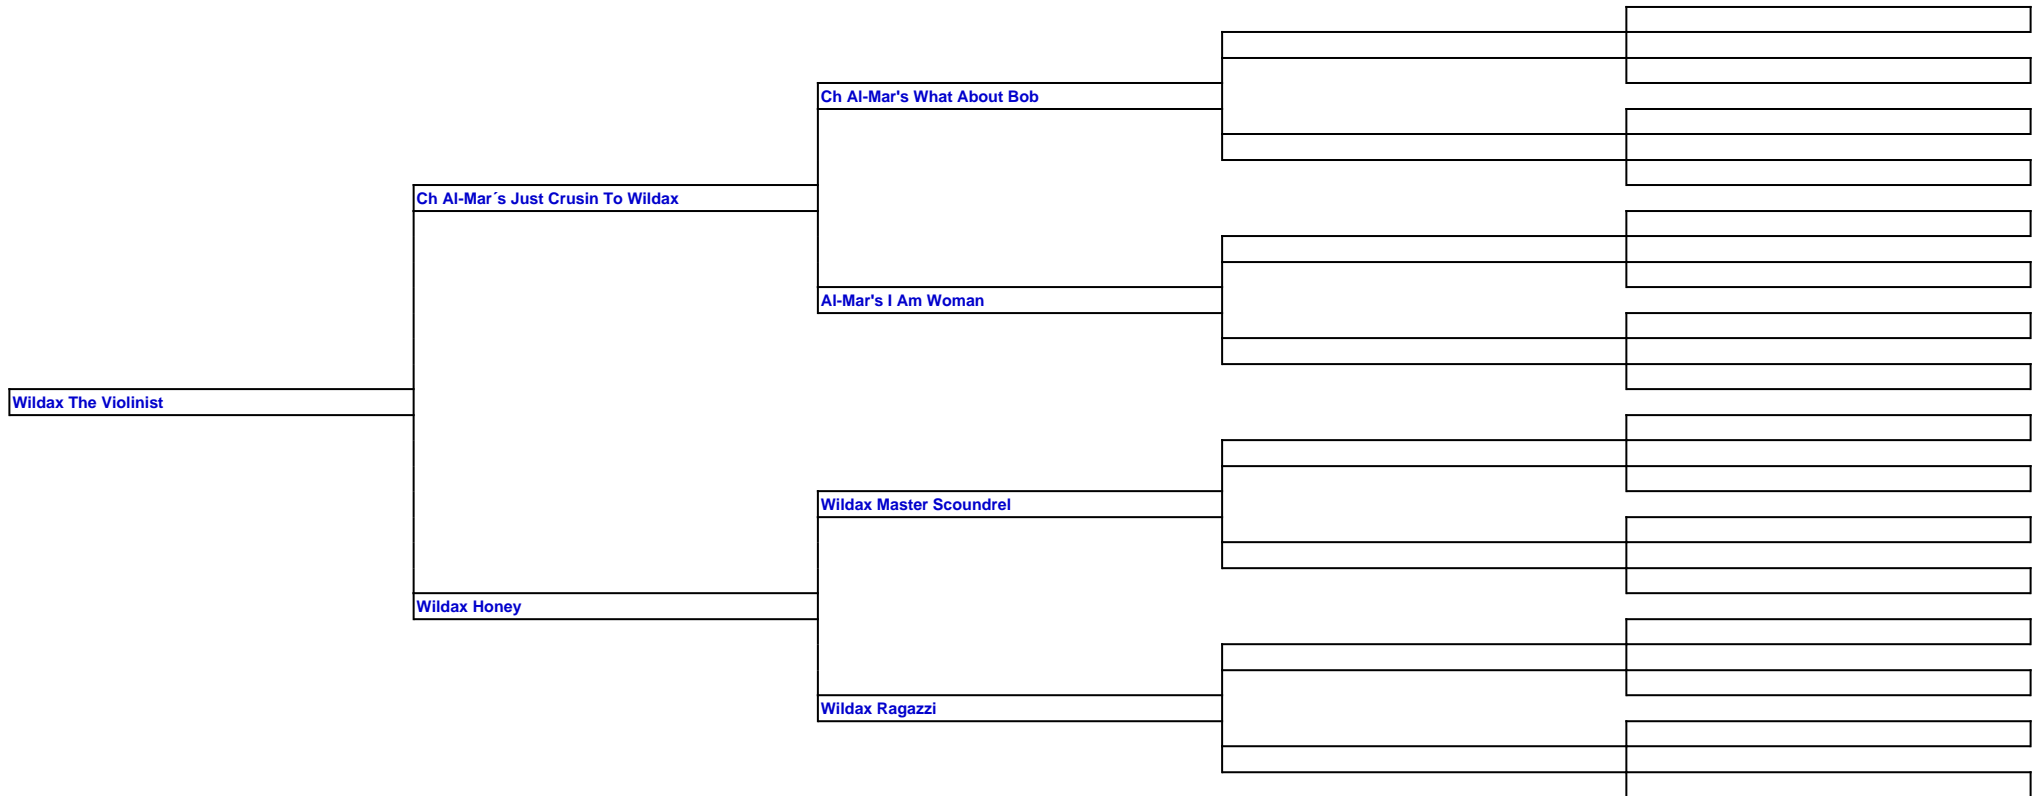 Ch Al-Mar's What About Bob
Ch Al-Mar´s Just Crusin To Wildax
Al-Mar's I Am Woman
Wildax The Violinist
Wildax Master Scoundrel
Wildax Honey
Wildax Ragazzi